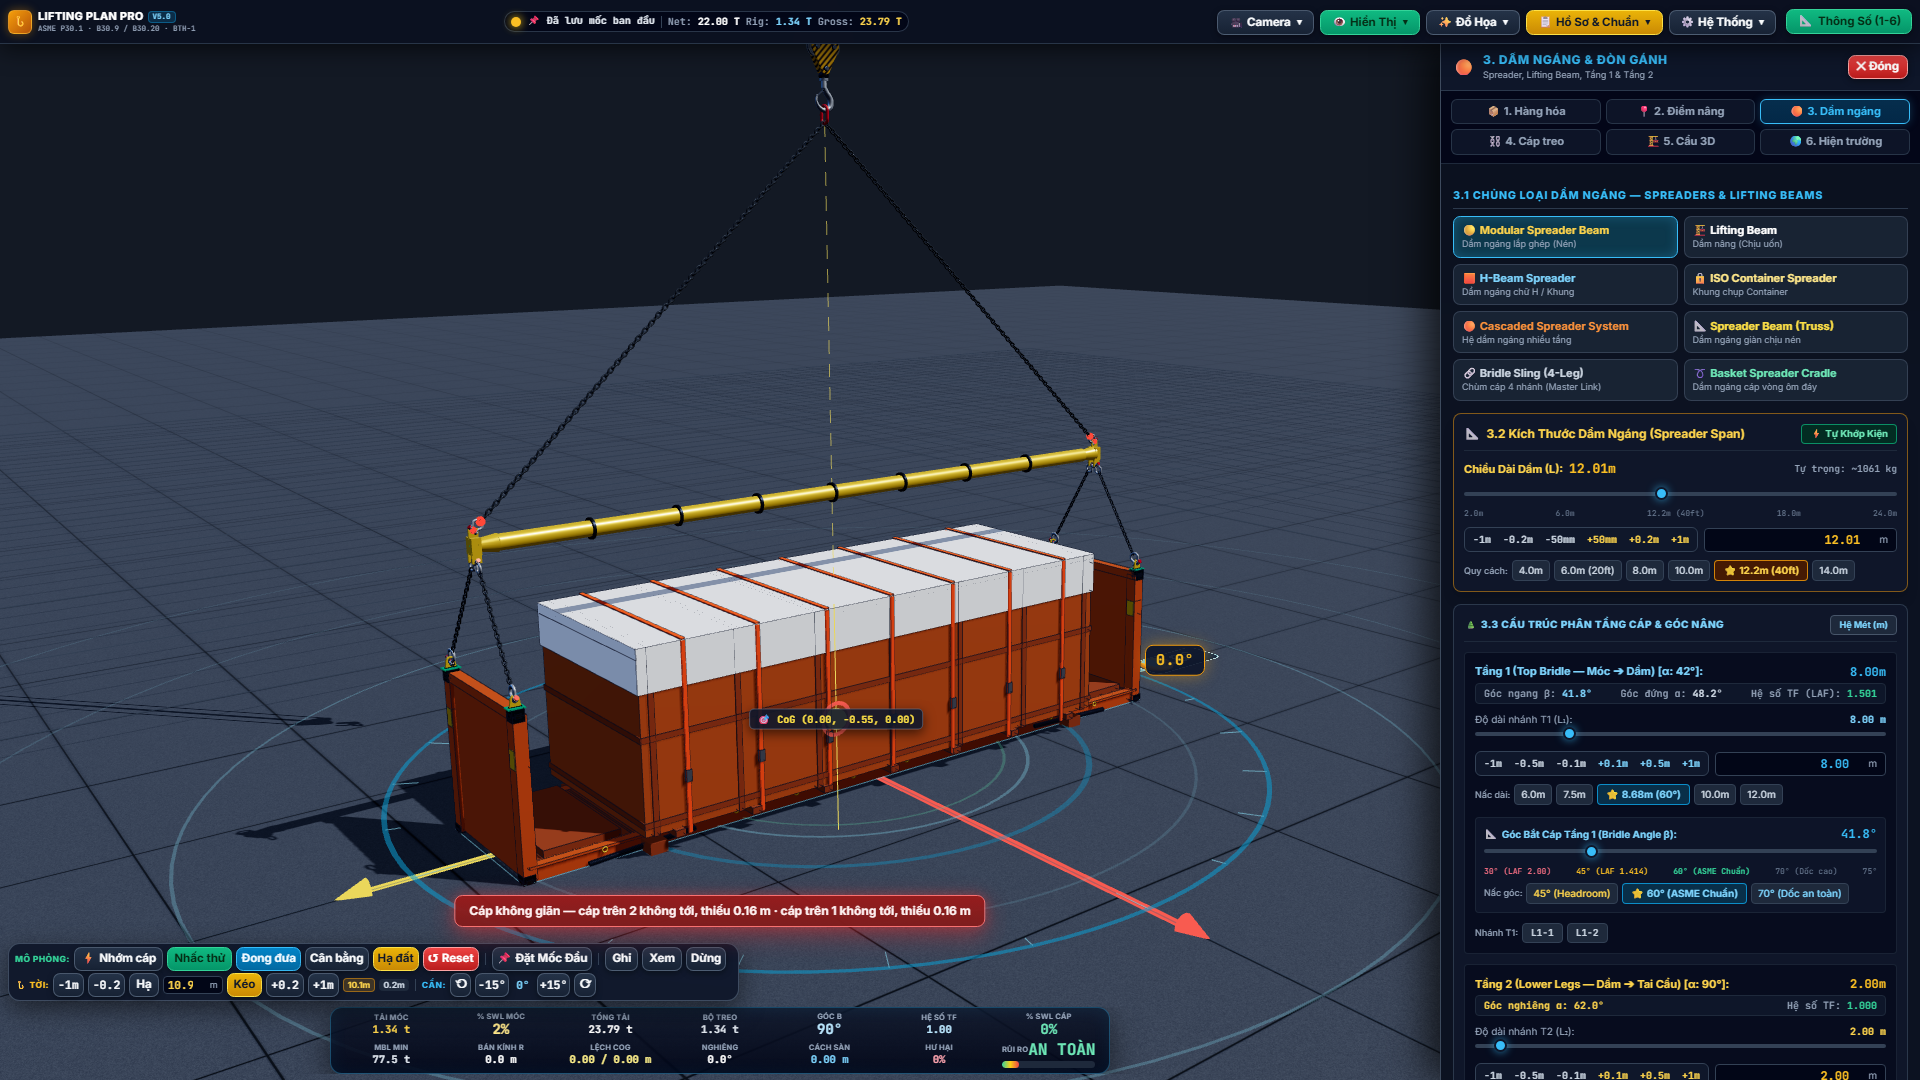 LIFTING PLAN PRO V5.0
ASME P30.1 · B30.9 / B30.20 · BTH-1
Đã lưu mốc ban đầu | Net: 22.00 T Rig: 1.34 T Gross: 23.79 T
Camera ▾
Hiển Thị ▾
Đồ Họa ▾
Hồ Sơ & Chuẩn ▾
Hệ Thống ▾
Thông Số (1-6)
3. DẦM NGÁNG & ĐÒN GÁNH
Spreader, Lifting Beam, Tầng 1 & Tầng 2
Đóng
1. Hàng hóa
2. Điểm nâng
3. Dầm ngáng
4. Cáp treo
5. Cẩu 3D
6. Hiện trường
3.1 CHỦNG LOẠI DẦM NGÁNG — SPREADERS & LIFTING BEAMS
Modular Spreader Beam
Dầm ngáng lắp ghép (Nén)
Lifting Beam
Dầm nâng (Chịu uốn)
H-Beam Spreader
Dầm ngáng chữ H / Khung
ISO Container Spreader
Khung chụp Container
Cascaded Spreader System
Hệ dầm ngáng nhiều tầng
Spreader Beam (Truss)
Dầm ngáng giàn chịu nén
Bridle Sling (4-Leg)
Chùm cáp 4 nhánh (Master Link)
Basket Spreader Cradle
Dầm ngáng cáp vòng ôm đáy
3.2 Kích Thước Dầm Ngáng (Spreader Span)
Tự Khớp Kiện
Chiều Dài Dầm (L): 12.01m
Tự trọng: ~1061 kg
2.0m 6.0m 12.2m (40ft) 18.0m 24.0m
-1m -0.2m -50mm +50mm +0.2m +1m
12.01 m
Quy cách: 4.0m 6.0m (20ft) 8.0m 10.0m 12.2m (40ft) 14.0m
3.3 CẤU TRÚC PHÂN TẦNG CÁP & GÓC NÂNG
Hệ Mét (m)
Tầng 1 (Top Bridle — Móc ➔ Dầm) [α: 42°]: 8.00m
Góc ngang β: 41.8° Góc đứng α: 48.2° Hệ số TF (LAF): 1.501
Độ dài nhánh T1 (L₁): 8.00 m
-1m -0.5m -0.1m +0.1m +0.5m +1m
8.00 m
Nấc dài: 6.0m 7.5m 8.68m (60°) 10.0m 12.0m
Góc Bắt Cáp Tầng 1 (Bridle Angle β): 41.8°
30° (LAF 2.00) 45° (LAF 1.414) 60° (ASME Chuẩn) 70° (Dốc cao) 75°
Nấc góc: 45° (Headroom) 60° (ASME Chuẩn) 70° (Dốc an toàn)
Nhánh T1: L1-1 L1-2
Tầng 2 (Lower Legs — Dầm ➔ Tai Cẩu) [α: 90°]: 2.00m
Góc nghiêng α: 62.0° Hệ số TF: 1.000
Độ dài nhánh T2 (L₂): 2.00 m
-1m -0.5m -0.1m +0.1m +0.5m +1m
2.00 m
0.0°
CoG (0.00, -0.55, 0.00)
Cáp không giãn — cáp trên 2 không tới, thiếu 0.16 m · cáp trên 1 không tới, thiếu 0.16 m
MÔ PHỎNG: Nhớm cáp Nhấc thử Đong đưa Cân bằng Hạ đất Reset Đặt Mốc Đầu Ghi Xem Dừng
TỜI: -1m -0.2 Hạ 10.9 m Kéo +0.2 +1m 10.1m 0.2m CẦN: -15° 0° +15°
TẢI MÓC
1.34 t
% SWL MÓC
2%
TỔNG TẢI
23.79 t
BỘ TREO
1.34 t
GÓC B
90°
HỆ SỐ TF
1.00
% SWL CÁP
0%
MBL MIN
77.5 t
BÁN KÍNH R
0.0 m
LỆCH COG
0.00 / 0.00 m
NGHIÊNG
0.0°
CÁCH SÀN
0.00 m
HƯ HẠI
0%
RỦI RO AN TOÀN